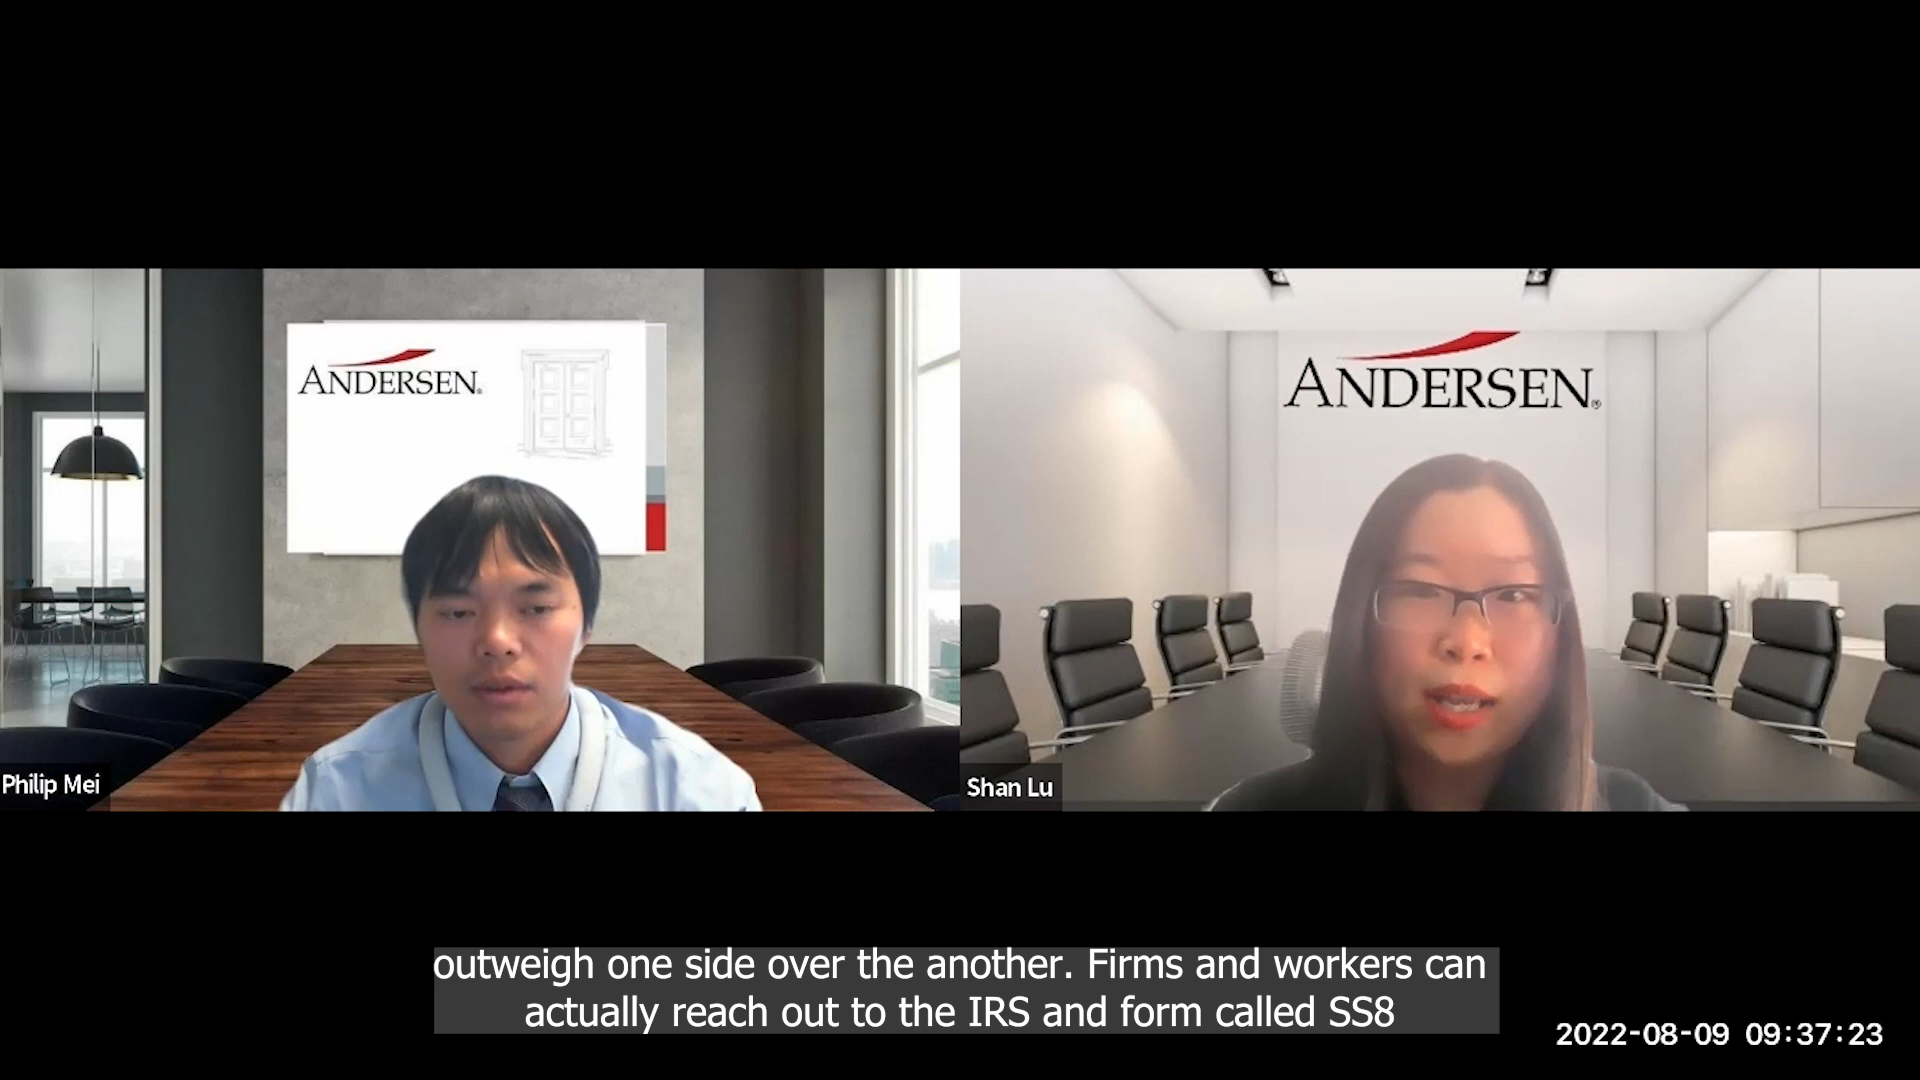 ANDERSEN®
ANDERSEN®
Philip Mei
Shan Lu
outweigh one side over the another. Firms and workers can
actually reach out to the IRS and form called SS8
2022-08-09 09:37:23